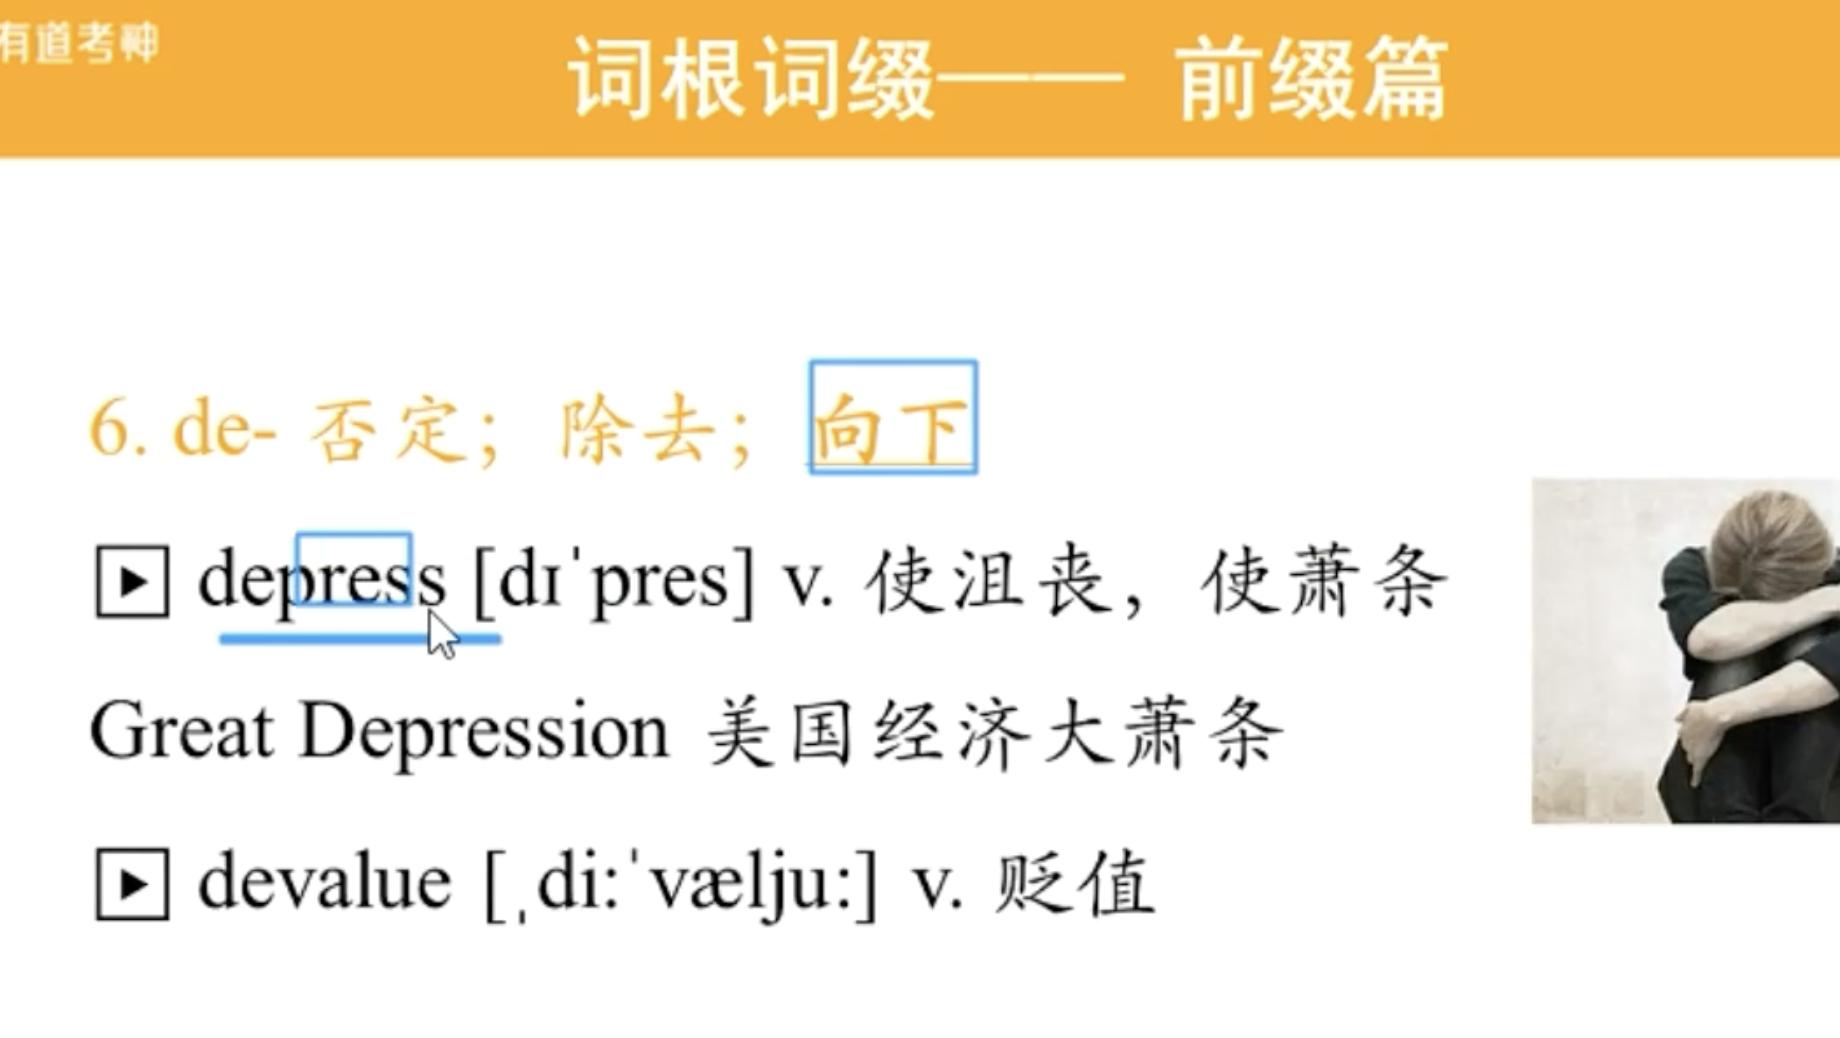 有道考神
词根词缀—— 前缀篇
6. de- 否定；除去；向下
depress [dɪˈpres] v. 使沮丧，使萧条
Great Depression 美国经济大萧条
devalue [ˌdi:ˈvælju:] v. 贬值